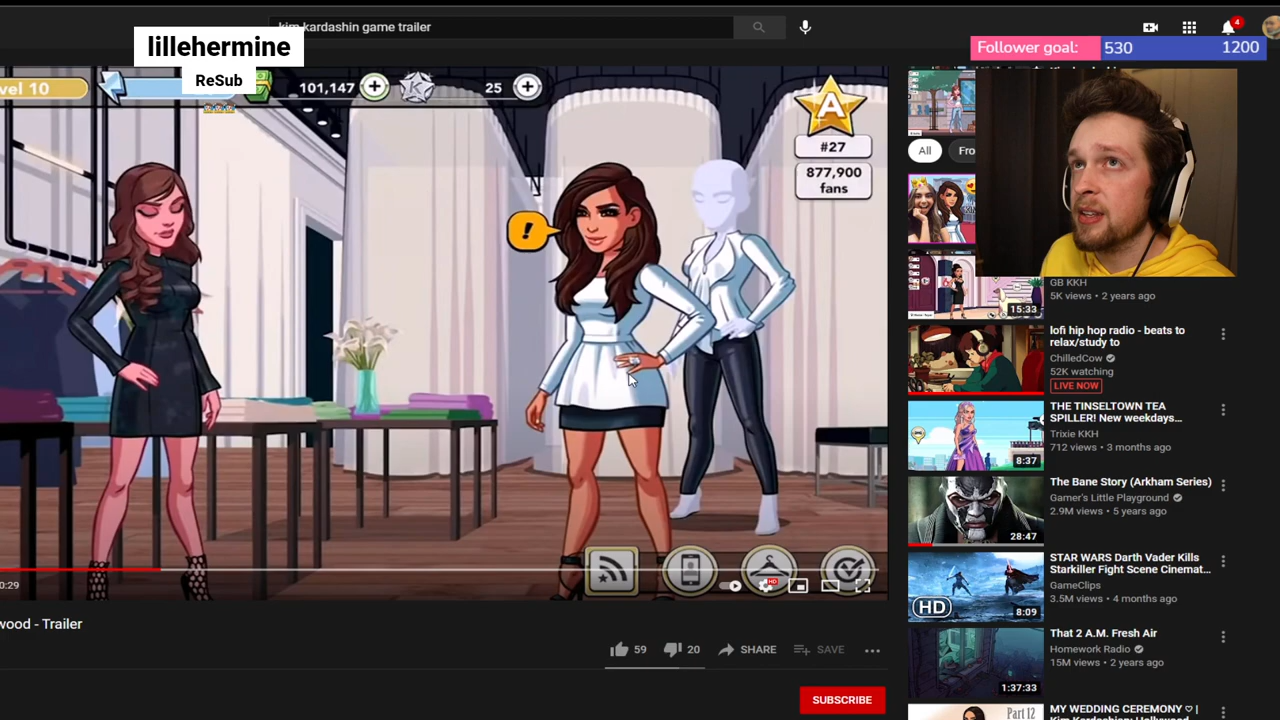 kim kardashin game trailer
4
lillehermine
ReSub
Follower goal: 530 1200
vel 10
101,147
25
A
#27
877,900
fans
!
K
All
Fro
GB KKH
5K views • 2 years ago
15:33
lofi hip hop radio - beats to
relax/study to
ChilledCow
52K watching
LIVE NOW
THE TINSELTOWN TEA
SPILLER! New weekdays...
Trixie KKH
712 views • 3 months ago
8:37
The Bane Story (Arkham Series)
Gamer's Little Playground
2.9M views • 5 years ago
28:47
STAR WARS Darth Vader Kills
Starkiller Fight Scene Cinemat...
GameClips
3.5M views • 4 months ago
HD
8:09
That 2 A.M. Fresh Air
Homework Radio
15M views • 2 years ago
1:37:33
MY WEDDING CEREMONY ♡ |
Part 12
0:29
HD
wood - Trailer
59
20
SHARE
SAVE
SUBSCRIBE